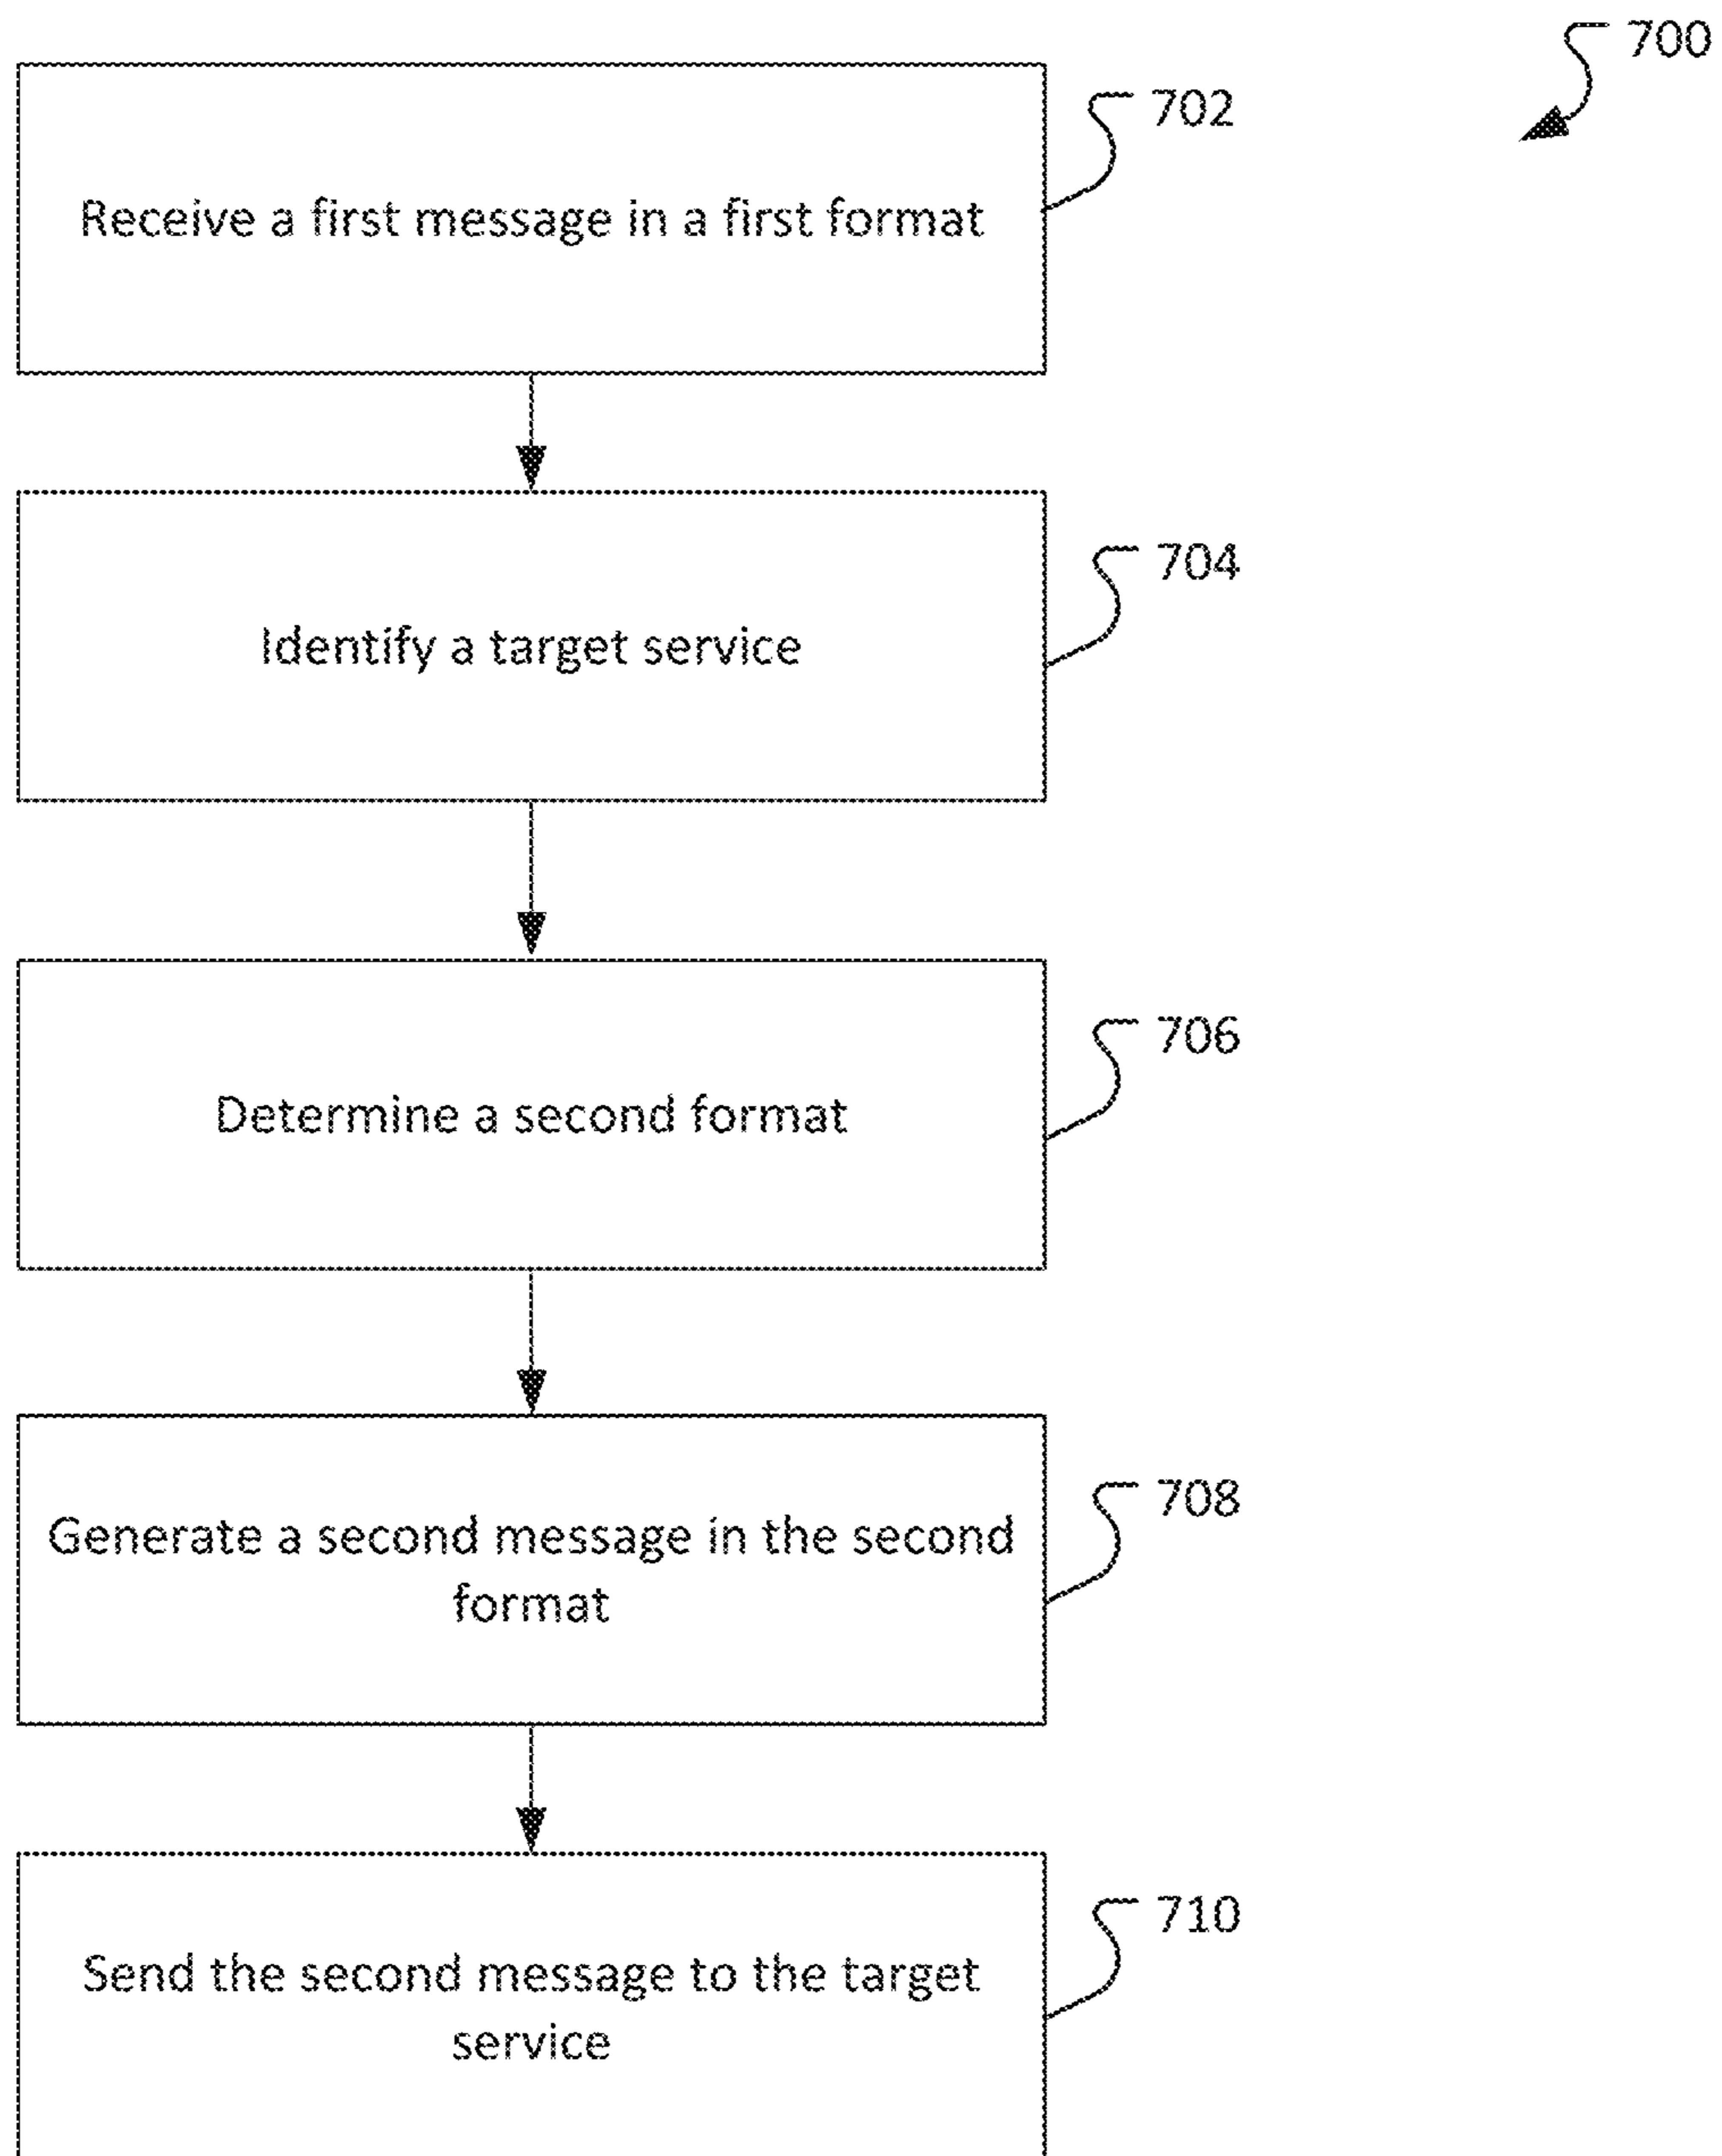 700
702
Receive a first message in a first format
704
Identify a target service
706
Determine a second format
708
Generate a second message in the second
format
710
Send the second message to the target
service